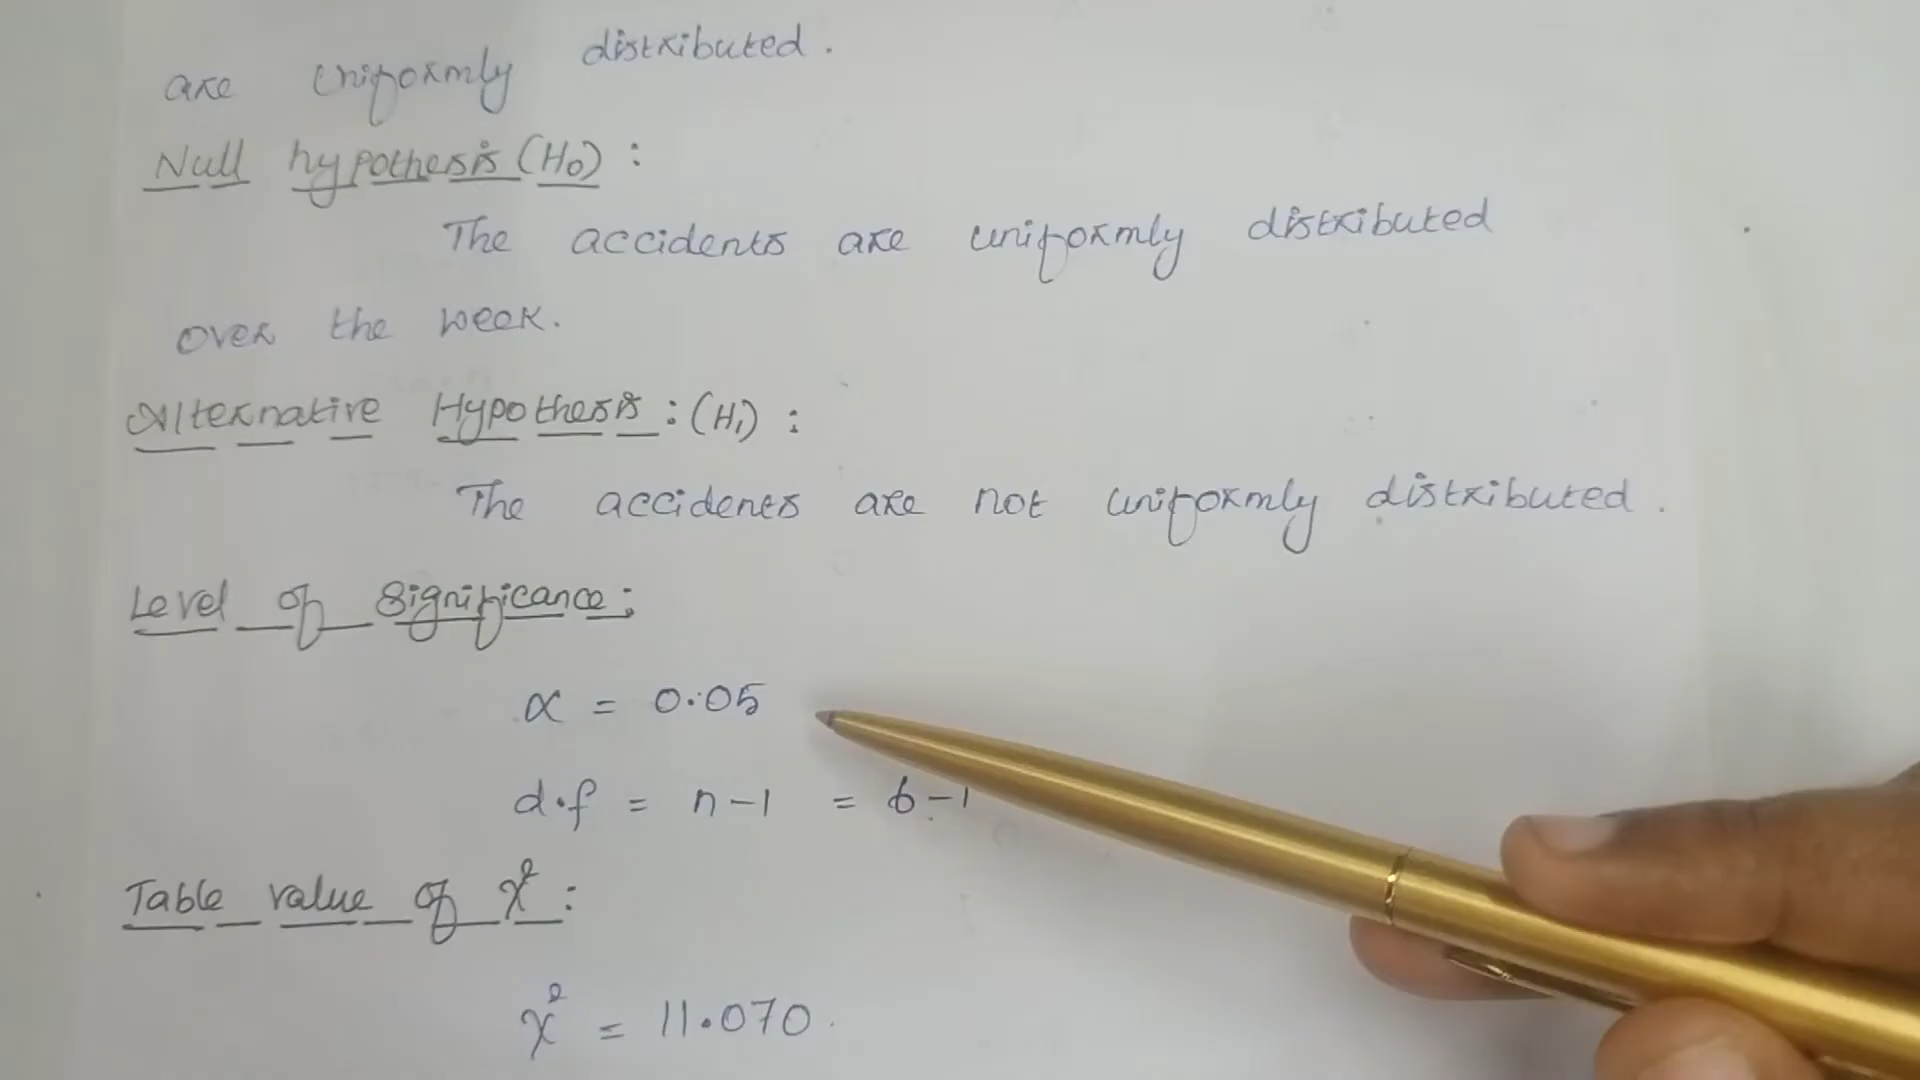 are uniformly distributed.
Null hypothesis (H0) :
The accidents are uniformly distributed
over the week.
Alternative Hypothesis : (H1) :
The accidents are not uniformly distributed.
Level of Significance :
α = 0.05
d.f = n-1 = 6-1
Table value of χ² :
χ² = 11.070.